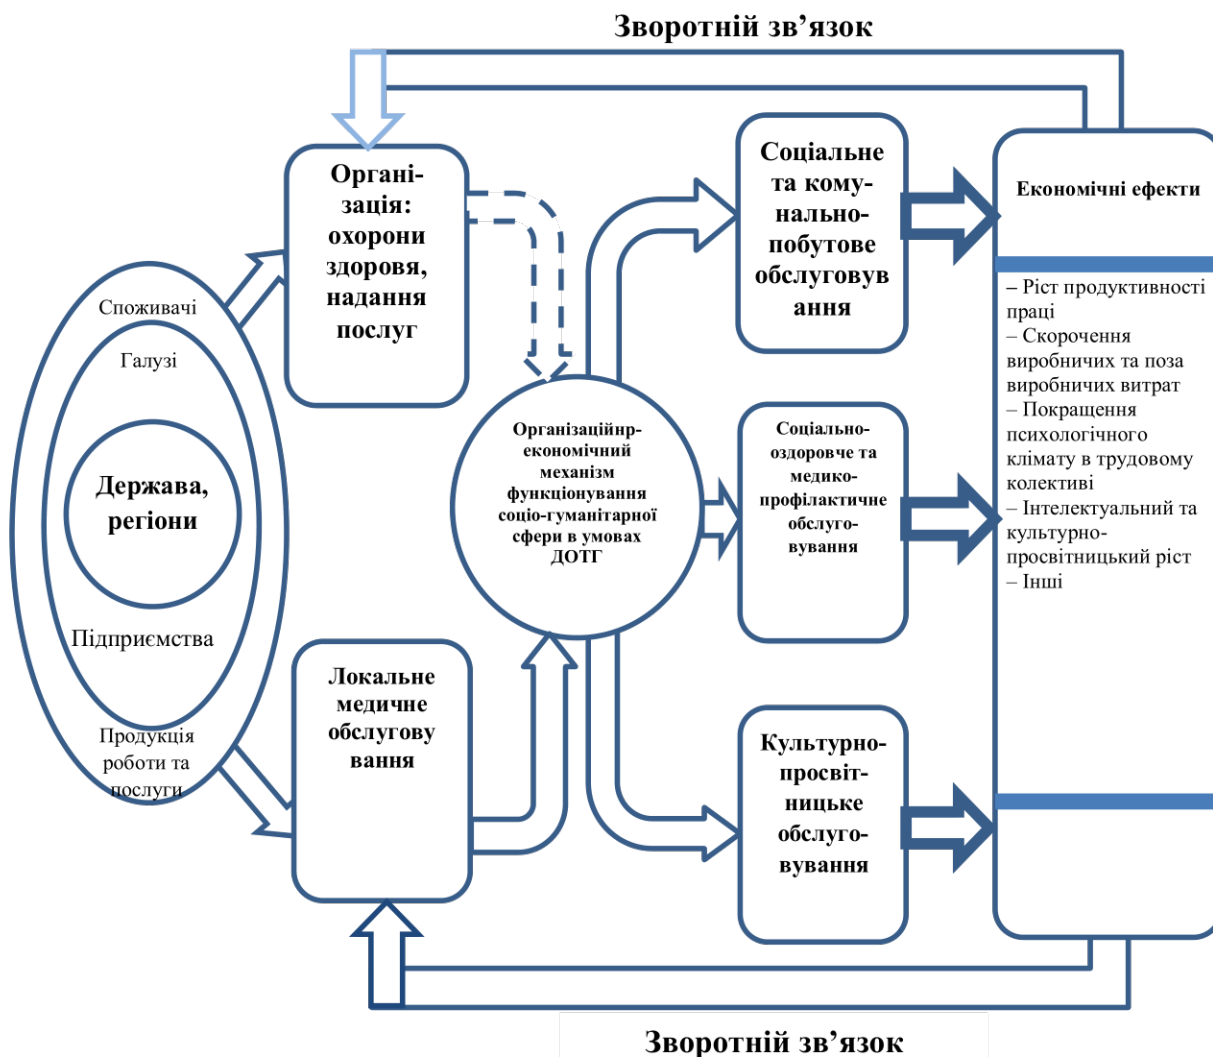 Зворотній зв’язок
Органі-
зація:
охорони
здоровя,
надання
послуг
Соціальне
та кому-
нально-
побутове
обслуговув
ання
Економічні ефекти
– Ріст продуктивності
праці
– Скорочення
виробничих та поза
виробничих витрат
– Покращення
психологічного
клімату в трудовому
колективі
– Інтелектуальний та
культурно-
просвітницький ріст
– Інші
Споживачі
Галузі
Держава,
регіони
Підприємства
Продукція
роботи та
послуги
Організаційнр-
економічний
механізм
функціонування
соціо-гуманітарної
сфери в умовах
ДОТГ
Соціально-
оздоровче та
медико-
профілактичне
обслуго-
вування
Локальне
медичне
обслугову
вання
Культурно-
просвіт-
ницьке
обслуго-
вування
Зворотній зв’язок